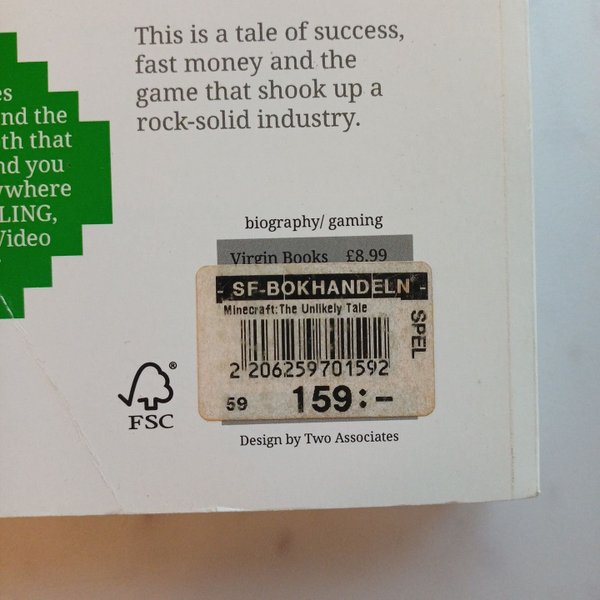 This is a tale of success,
fast money and the
game that shook up a
rock-solid industry.
es
nd the
th that
nd you
ywhere
LING,
Video
biography/ gaming
Virgin Books £8.99
- SF-BOKHANDELN -
Minecraft:The Unlikely Tale
SPEL
2 206259701592
59 159:-
FSC®
Design by Two Associates